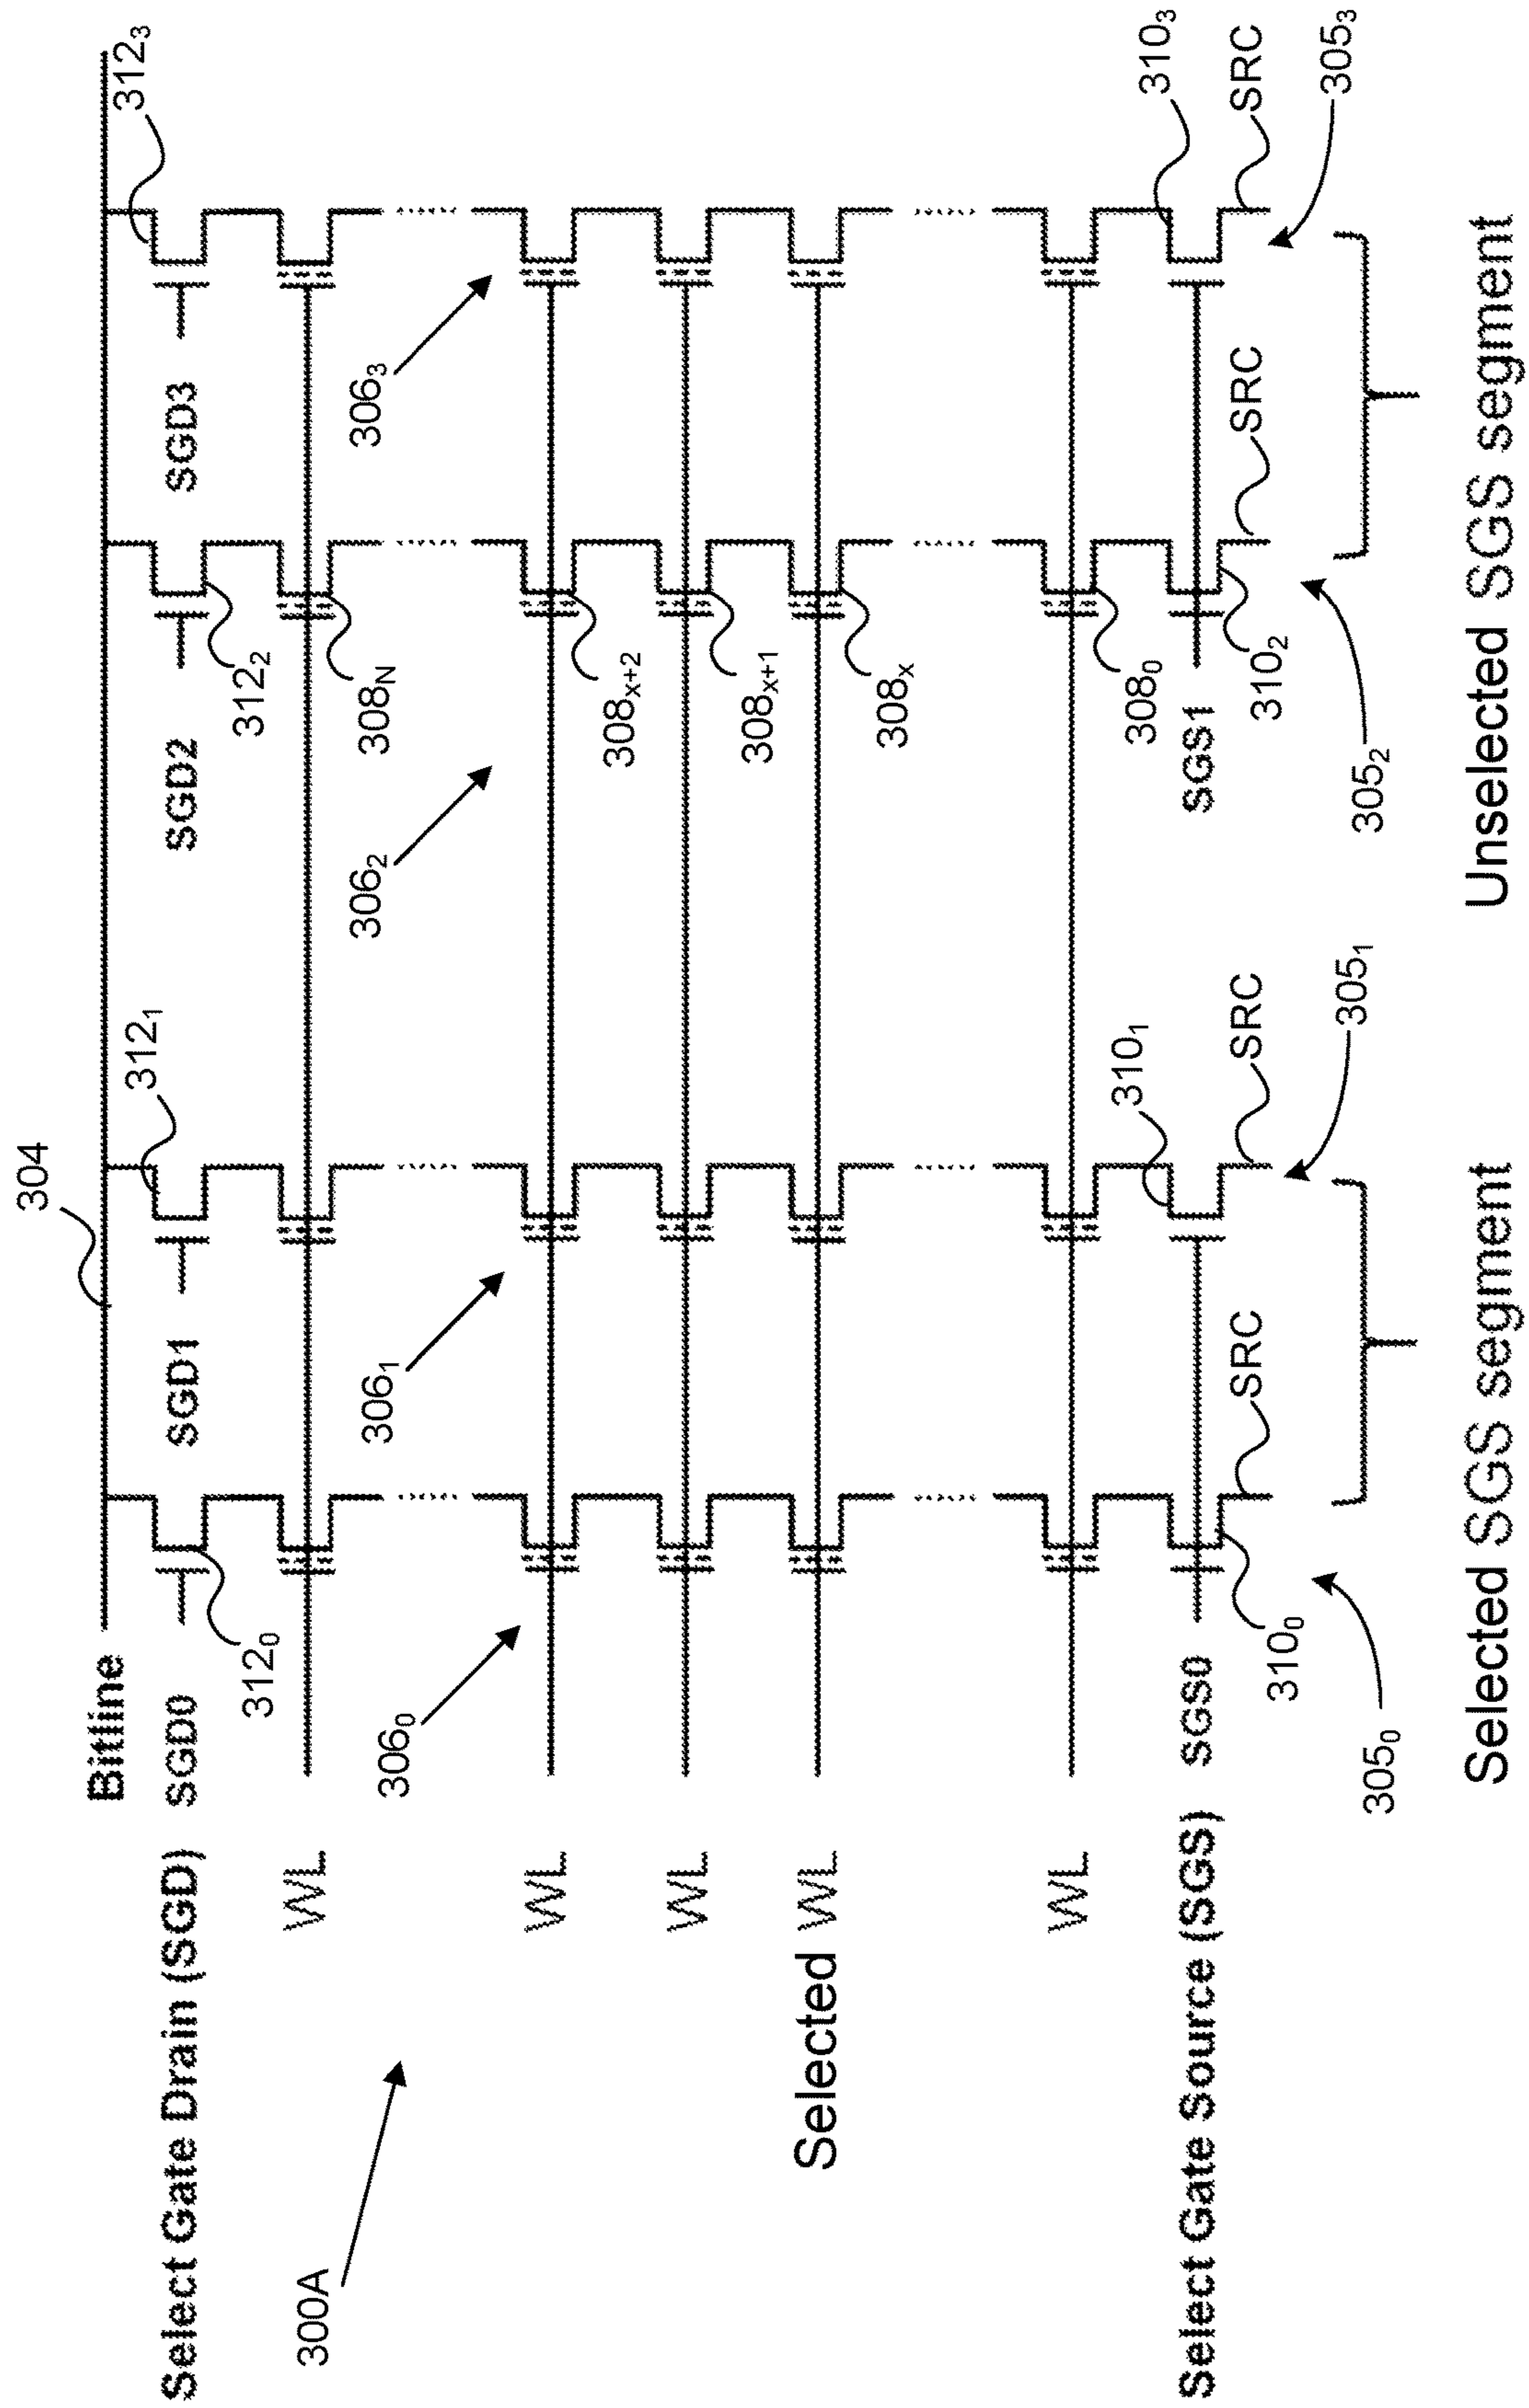 304
Bitline
312₁
312₃
Select Gate Drain (SGD) SGD0
SGD1
SGD2
SGD3
312₀
312₂
300A
WL
308_N
306₀
306₁
306₂
306₃
WL
308ₓ₊₂
WL
308ₓ₊₁
Selected WL
308ₓ
WL
308₀
310₁
310₃
Select Gate Source (SGS) SGS0
SGS1
310₀
SRC
SRC
310₂
SRC
SRC
305₀
305₁
305₂
305₃
Selected SGS segment
Unselected SGS segment